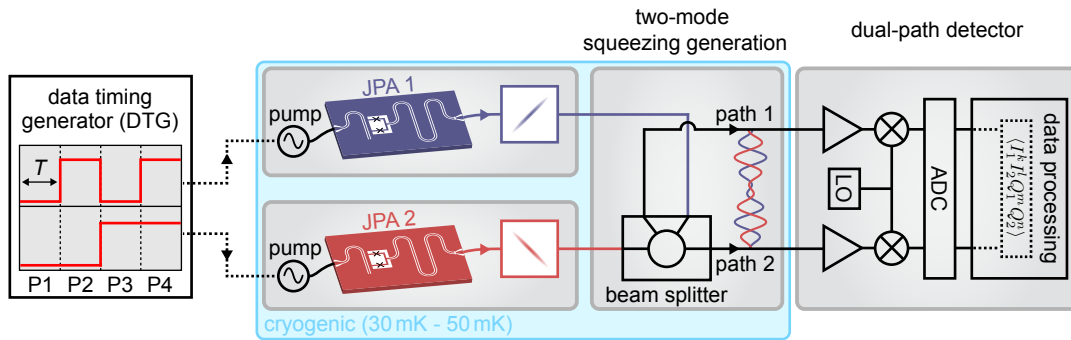 two-mode
squeezing generation
dual-path detector
data timing
generator (DTG)
T
P1 P2 P3 P4
pump
JPA 1
pump
JPA 2
cryogenic (30 mK - 50 mK)
path 1
path 2
beam splitter
LO
ADC
⟨I₁ᵏI₂ˡQ₁ᵐQ₂ⁿ⟩
data processing